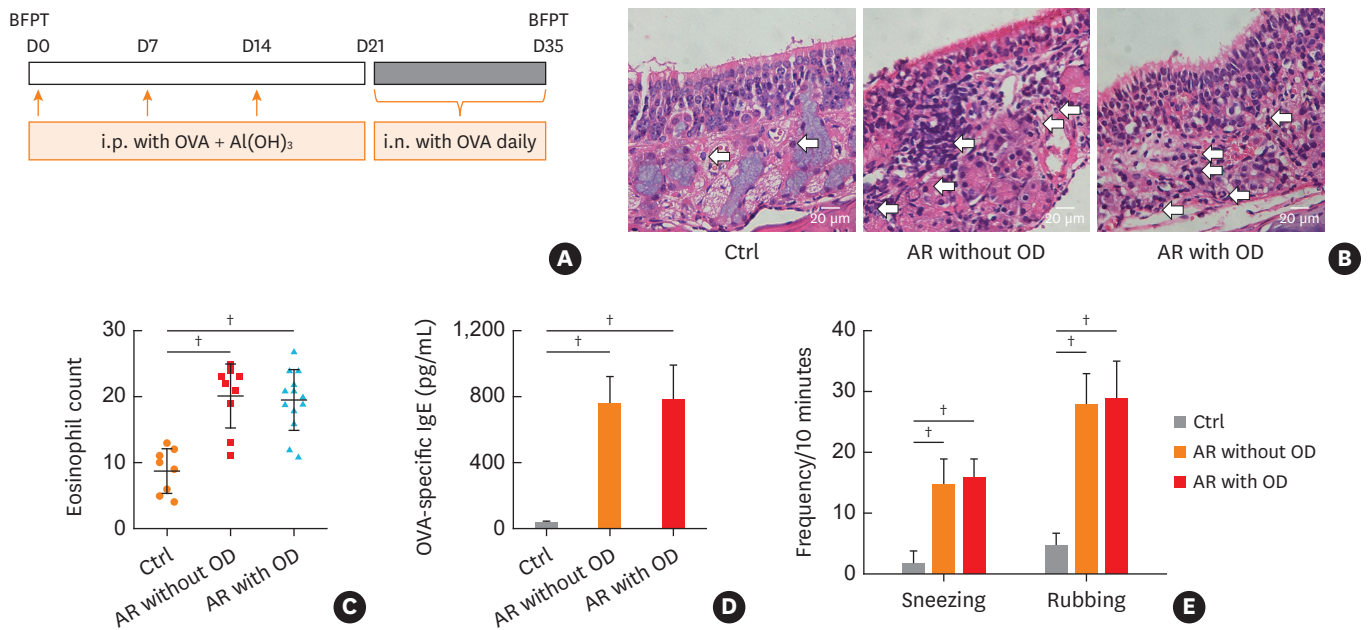 BFPT BFPT
D0 D7 D14 D21 D35
i.p. with OVA + Al(OH)₃
i.n. with OVA daily
A
20 μm
20 μm
20 μm
Ctrl
AR without OD
AR with OD
B
Eosinophil count
30
20
10
0
†
†
Ctrl
AR without OD
AR with OD
C
OVA-specific IgE (pg/mL)
1,200
800
400
0
†
†
Ctrl
AR without OD
AR with OD
D
Frequency/10 minutes
40
30
20
10
0
†
†
†
†
Sneezing
Rubbing
Ctrl
AR without OD
AR with OD
E